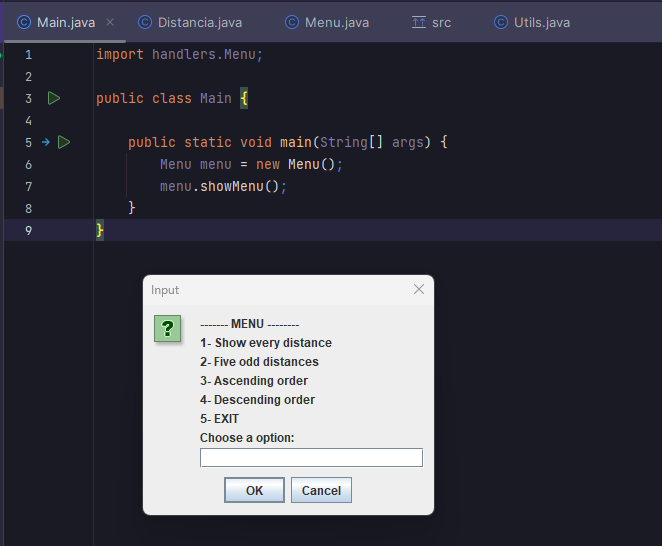 Main.java
Distancia.java
Menu.java
src
Utils.java
1 import handlers.Menu;
2
3 public class Main {
4
5 public static void main(String[] args) {
6 Menu menu = new Menu();
7 menu.showMenu();
8 }
9 }
Input
------- MENU --------
1- Show every distance
2- Five odd distances
3- Ascending order
4- Descending order
5- EXIT
Choose a option:
OK Cancel